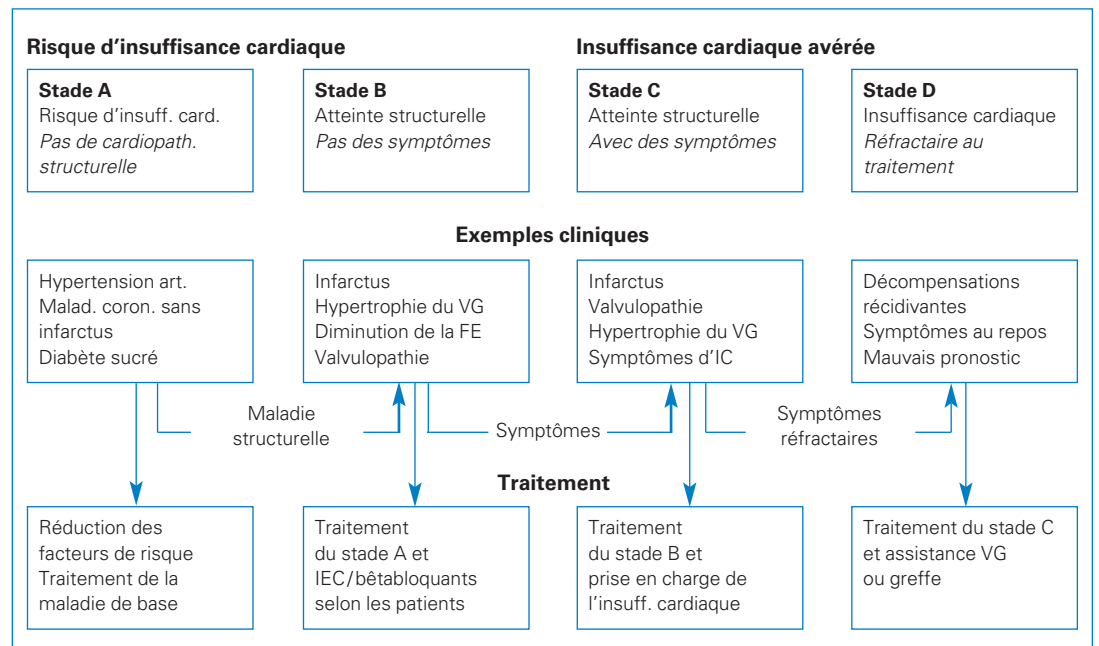 Risque d'insuffisance cardiaque
Insuffisance cardiaque avérée
Stade A
Risque d'insuff. card.
Pas de cardiopath.
structurelle
Stade B
Atteinte structurelle
Pas des symptômes
Stade C
Atteinte structurelle
Avec des symptômes
Stade D
Insuffisance cardiaque
Réfractaire au
traitement
Exemples cliniques
Hypertension art.
Malad. coron. sans
infarctus
Diabète sucré
Infarctus
Hypertrophie du VG
Diminution de la FE
Valvulopathie
Infarctus
Valvulopathie
Hypertrophie du VG
Symptômes d'IC
Décompensations
récidivantes
Symptômes au repos
Mauvais pronostic
Maladie
structurelle
Symptômes
Symptômes
réfractaires
Traitement
Réduction des
facteurs de risque
Traitement de la
maladie de base
Traitement
du stade A et
IEC/bêtabloquants
selon les patients
Traitement
du stade B et
prise en charge de
l'insuff. cardiaque
Traitement du stade C
et assistance VG
ou greffe